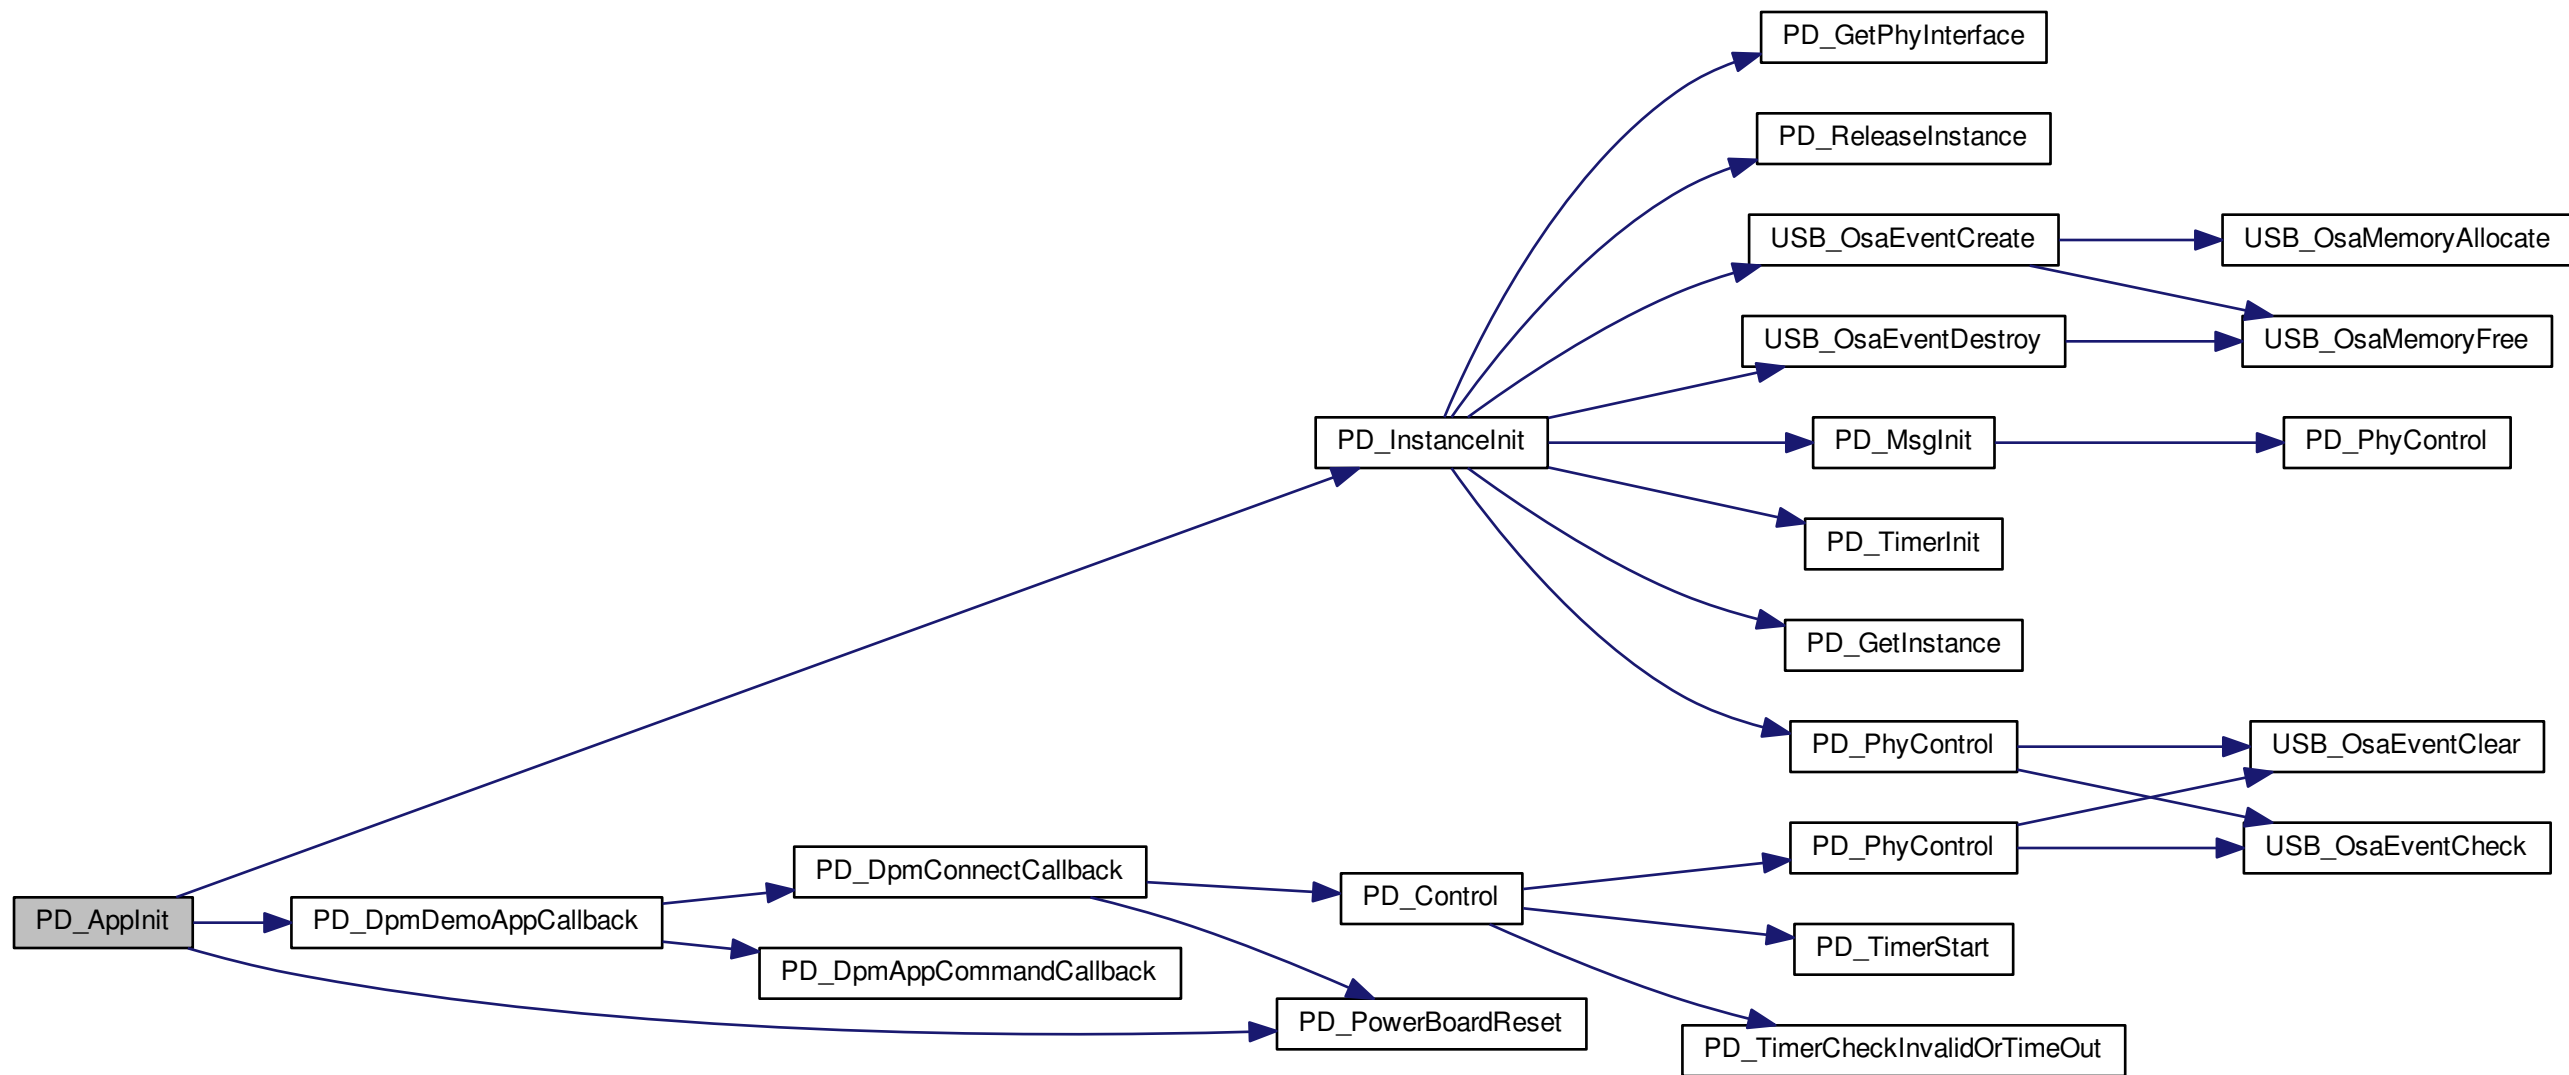 PD_GetPhyInterface
PD_ReleaseInstance
USB_OsaEventCreate
USB_OsaMemoryAllocate
USB_OsaEventDestroy
USB_OsaMemoryFree
PD_InstanceInit
PD_MsgInit
PD_PhyControl
PD_TimerInit
PD_GetInstance
PD_PhyControl
USB_OsaEventClear
PD_PhyControl
USB_OsaEventCheck
PD_DpmConnectCallback
PD_Control
PD_AppInit
PD_DpmDemoAppCallback
PD_TimerStart
PD_DpmAppCommandCallback
PD_PowerBoardReset
PD_TimerCheckInvalidOrTimeOut